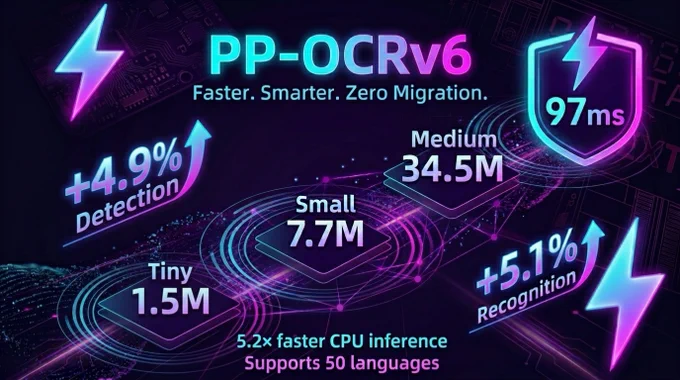 PP-OCRv6
Faster. Smarter. Zero Migration.
97ms
+4.9%
Detection
Medium
34.5M
Small
7.7M
Tiny
1.5M
+5.1%
Recognition
5.2× faster CPU inference
Supports 50 languages